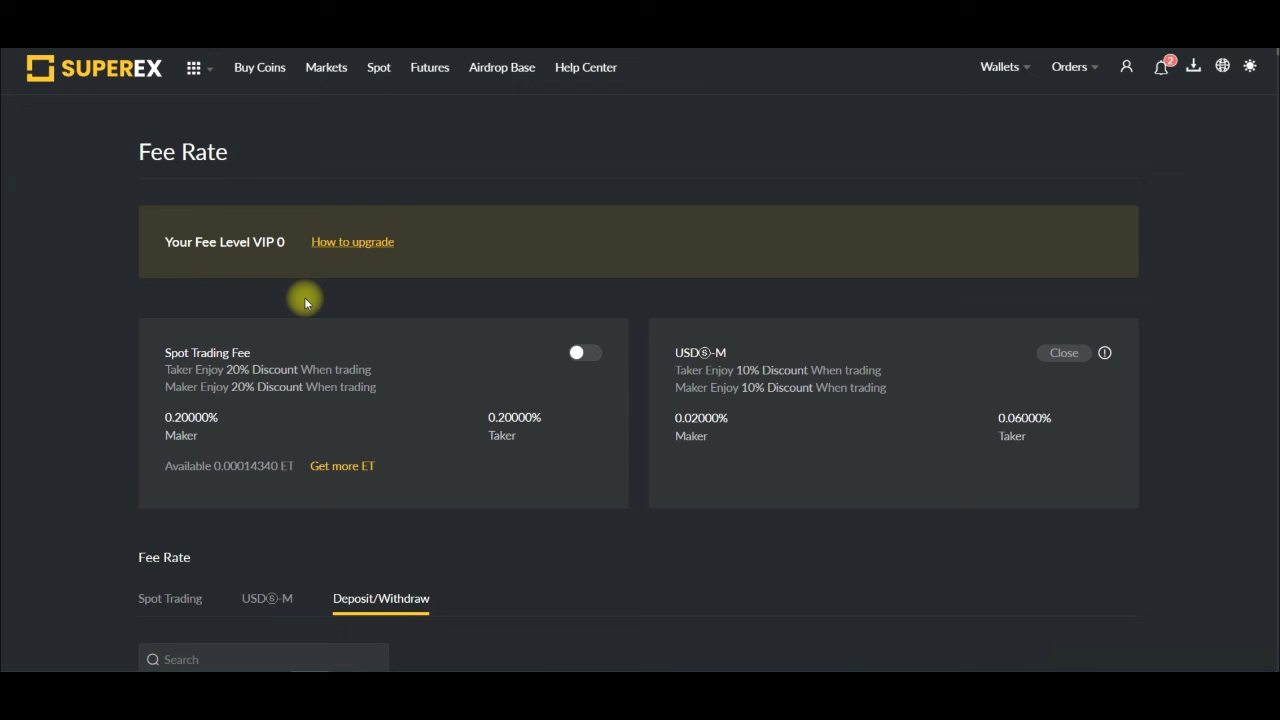 SUPEREX Buy Coins Markets Spot Futures Airdrop Base Help Center Wallets Orders 2
Fee Rate
Your Fee Level VIP 0 How to upgrade
Spot Trading Fee
Taker Enjoy 20% Discount When trading
Maker Enjoy 20% Discount When trading
0.20000% 0.20000%
Maker Taker
Available 0.00014340 ET Get more ET
USDⓈ-M Close
Taker Enjoy 10% Discount When trading
Maker Enjoy 10% Discount When trading
0.02000% 0.06000%
Maker Taker
Fee Rate
Spot Trading USDⓈ-M Deposit/Withdraw
Search